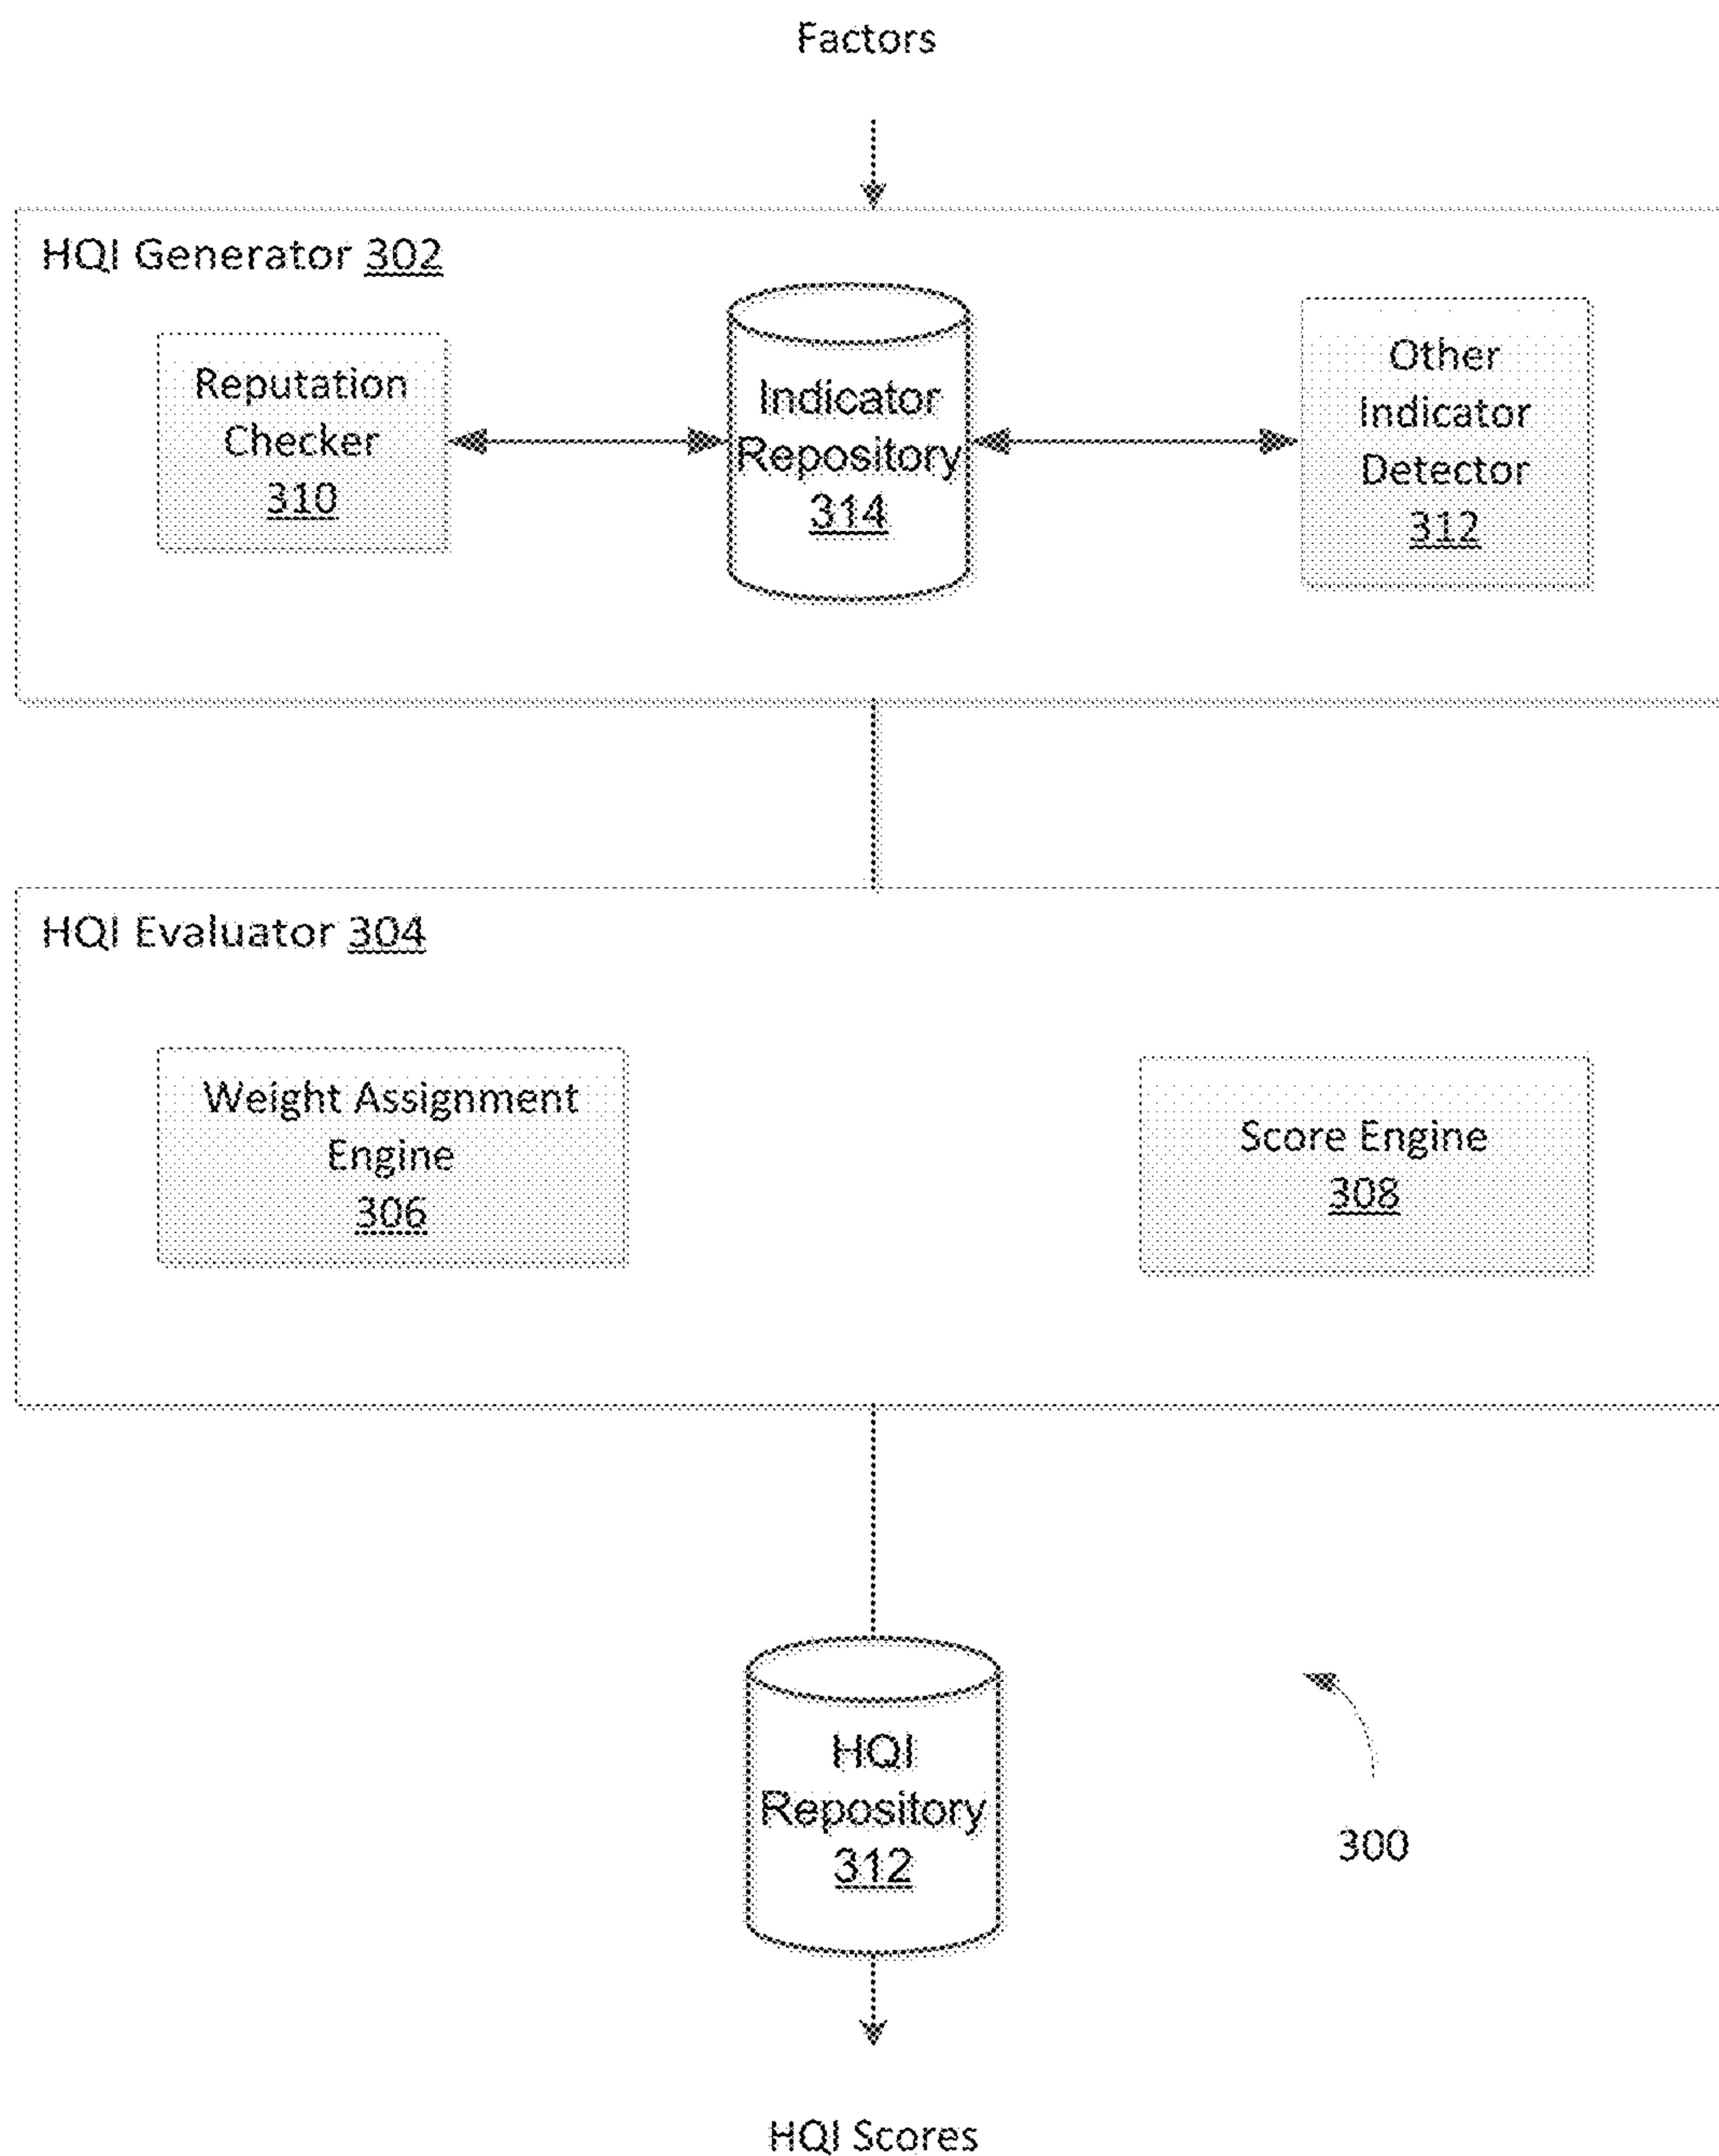 Factors
HQI Generator 302
Reputation
Checker
310
Indicator
Repository
314
Other
Indicator
Detector
312
HQI Evaluator 304
Weight Assignment
Engine
306
Score Engine
308
HQI
Repository
312
300
HQI Scores